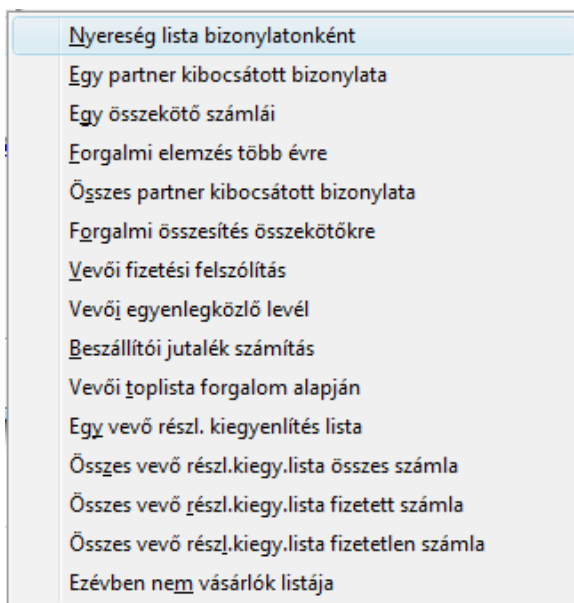 Nyereség lista bizonylatonként
Egy partner kibocsátott bizonylata
Egy összekötő számlái
Forgalmi elemzés több évre
Összes partner kibocsátott bizonylata
Forgalmi összesítés összekötőkre
Vevői fizetési felszólítás
Vevői egyenlegközlő levél
Beszállítói jutalék számítás
Vevői toplista forgalom alapján
Egy vevő részl. kiegyenlítés lista
Összes vevő részl.kiegy.lista összes számla
Összes vevő részl.kiegy.lista fizetett számla
Összes vevő részl.kiegy.lista fizetetlen számla
Ezévben nem vásárlók listája